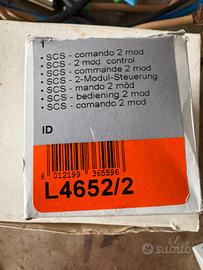 1
• SCS - comando 2 mod
• SCS - 2 mod. control
• SCS - commande 2 mod
• SCS - 2-Modul-Steuerung
• SCS - mando 2 mód
• SCS - bediening 2 mod
• SCS - comando 2 mod
ID
8 012199 365596
L4652/2
subito